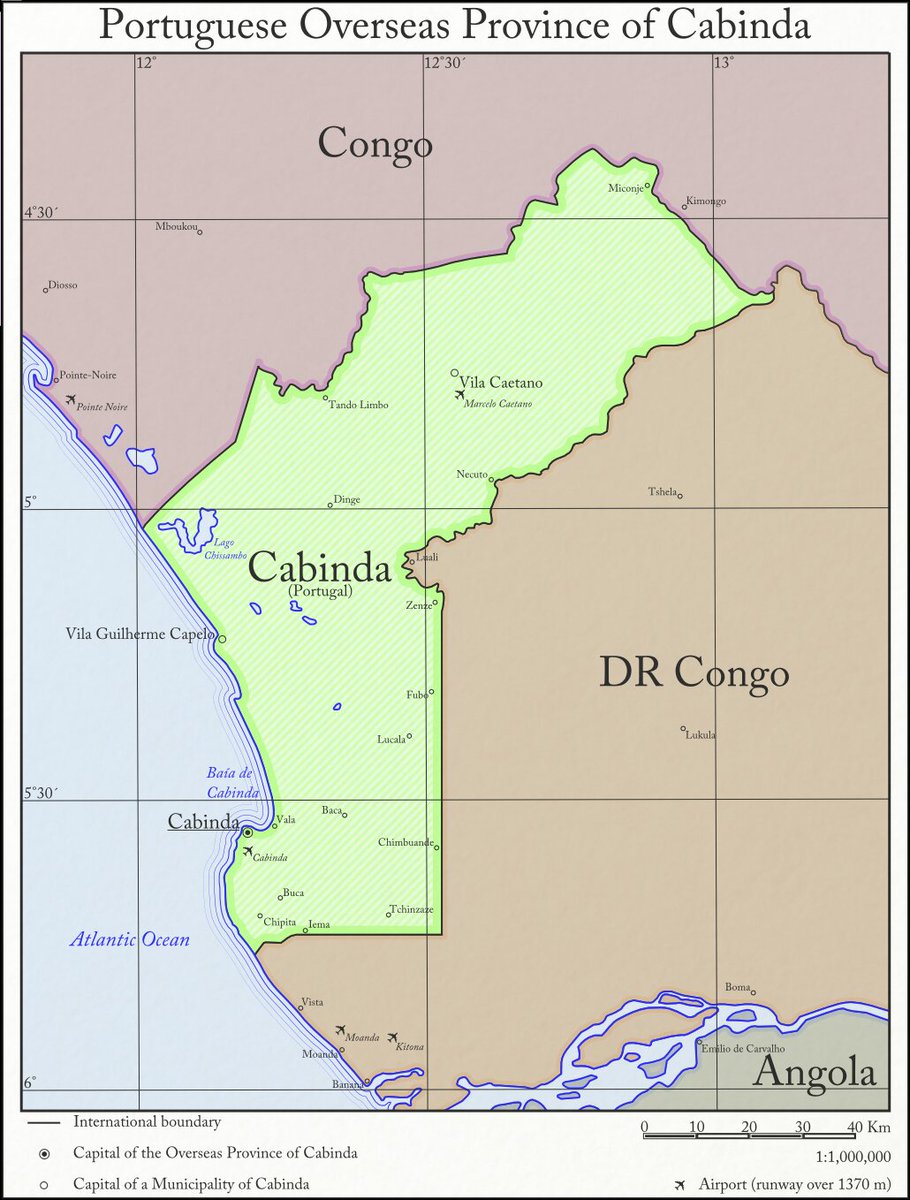 Portuguese Overseas Province of Cabinda
12°
12°30´
13°
Congo
Miconje
Kimongo
4°30´
Mboukou
Diosso
Pointe-Noire
Pointe Noire
Vila Caetano
Marcelo Caetano
Tando Limbo
Necuto
Tshela
5°
Dinge
Lago
Chissambo
Luali
Cabinda
(Portugal)
Zenze
Vila Guilherme Capelo
DR Congo
Fubo
Lucala
Lukula
Baía de
Cabinda
5°30´
Baca
Cabinda
Vala
Chimbuande
Cabinda
Buca
Tchinzaze
Chipita
Iema
Atlantic Ocean
Boma
Vista
Moanda
Kitona
Moanda
Emilio de Carvalho
Angola
6°
Banana
International boundary
0 10 20 30 40 Km
Capital of the Overseas Province of Cabinda
1:1,000,000
Capital of a Municipality of Cabinda
Airport (runway over 1370 m)